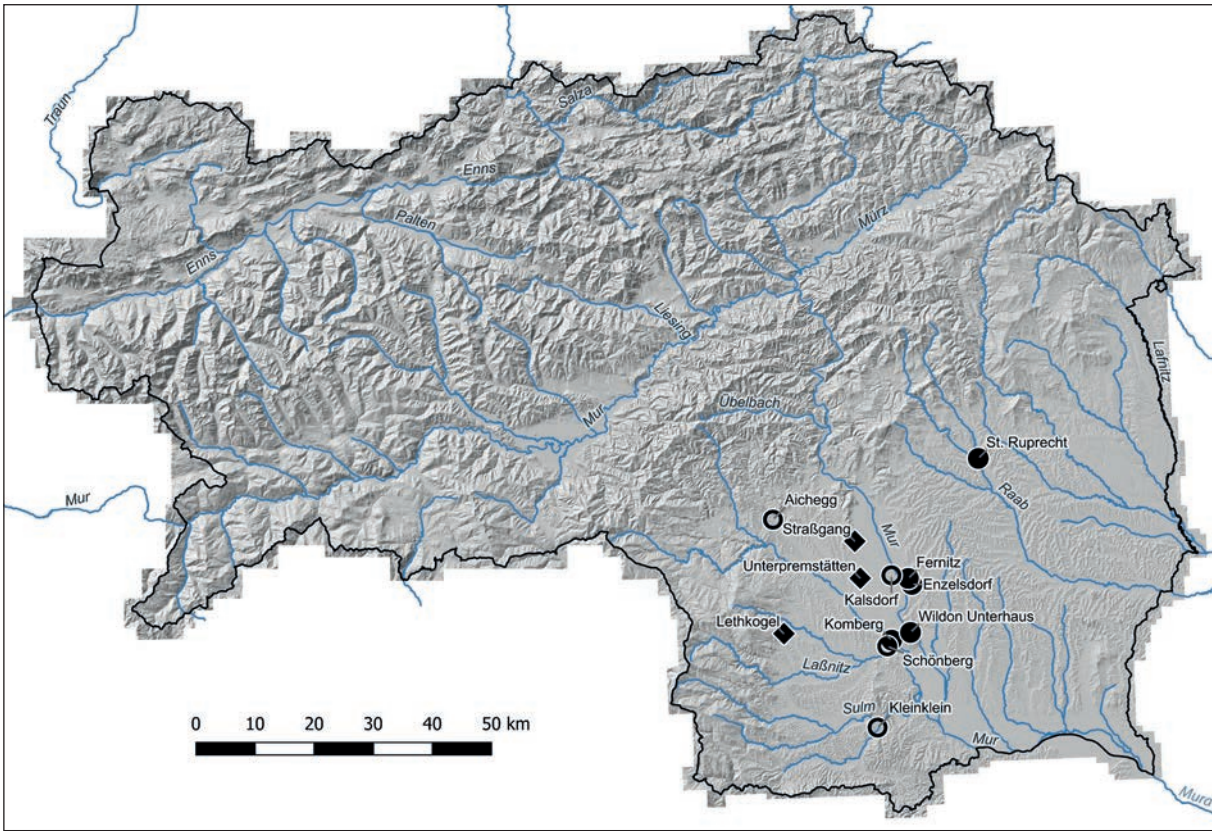 Traun
Salza
Enns
Palten
Enns
Mürz
Liesing
Lafnitz
Mur
Übelbach
St. Ruprecht
Mur
Raab
Aichegg
Straßgang
Mur
Unterpremstätten
Fernitz
Enzelsdorf
Kalsdorf
Lethkogel
Komberg
Wildon Unterhaus
Schönberg
Laßnitz
Sulm
Kleinklein
Mur
0 10 20 30 40 50 km